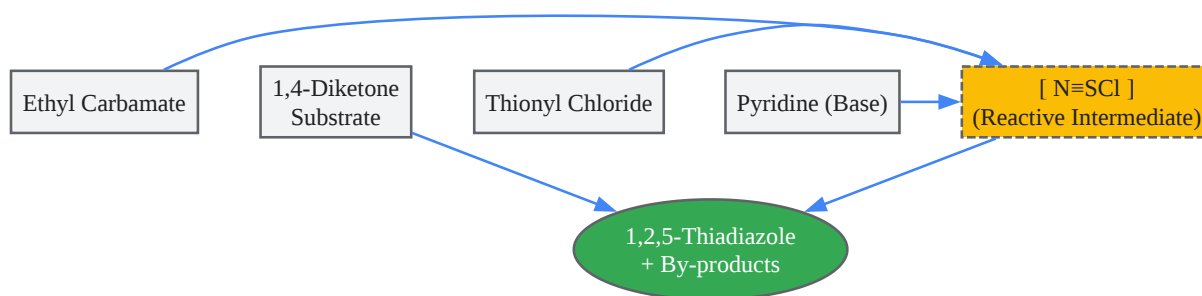 Ethyl Carbamate
1,4-Diketone
Substrate
Thionyl Chloride
Pyridine (Base)
[ N≡SCl ]
(Reactive Intermediate)
1,2,5-Thiadiazole
+ By-products